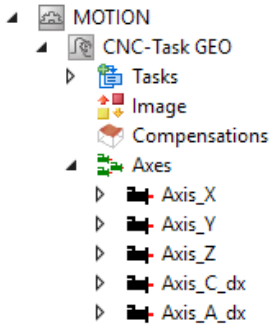 MOTION
CNC-Task GEO
Tasks
Image
Compensations
Axes
Axis_X
Axis_Y
Axis_Z
Axis_C_dx
Axis_A_dx